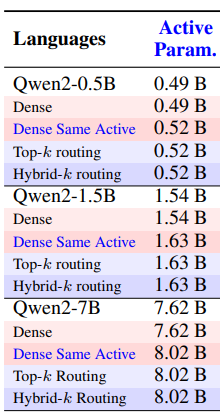 Languages Active Param.
Qwen2-0.5B 0.49 B
Dense 0.49 B
Dense Same Active 0.52 B
Top-k routing 0.52 B
Hybrid-k routing 0.52 B
Qwen2-1.5B 1.54 B
Dense 1.54 B
Dense Same Active 1.63 B
Top-k routing 1.63 B
Hybrid-k routing 1.63 B
Qwen2-7B 7.62 B
Dense 7.62 B
Dense Same Active 8.02 B
Top-k Routing 8.02 B
Hybrid-k Routing 8.02 B